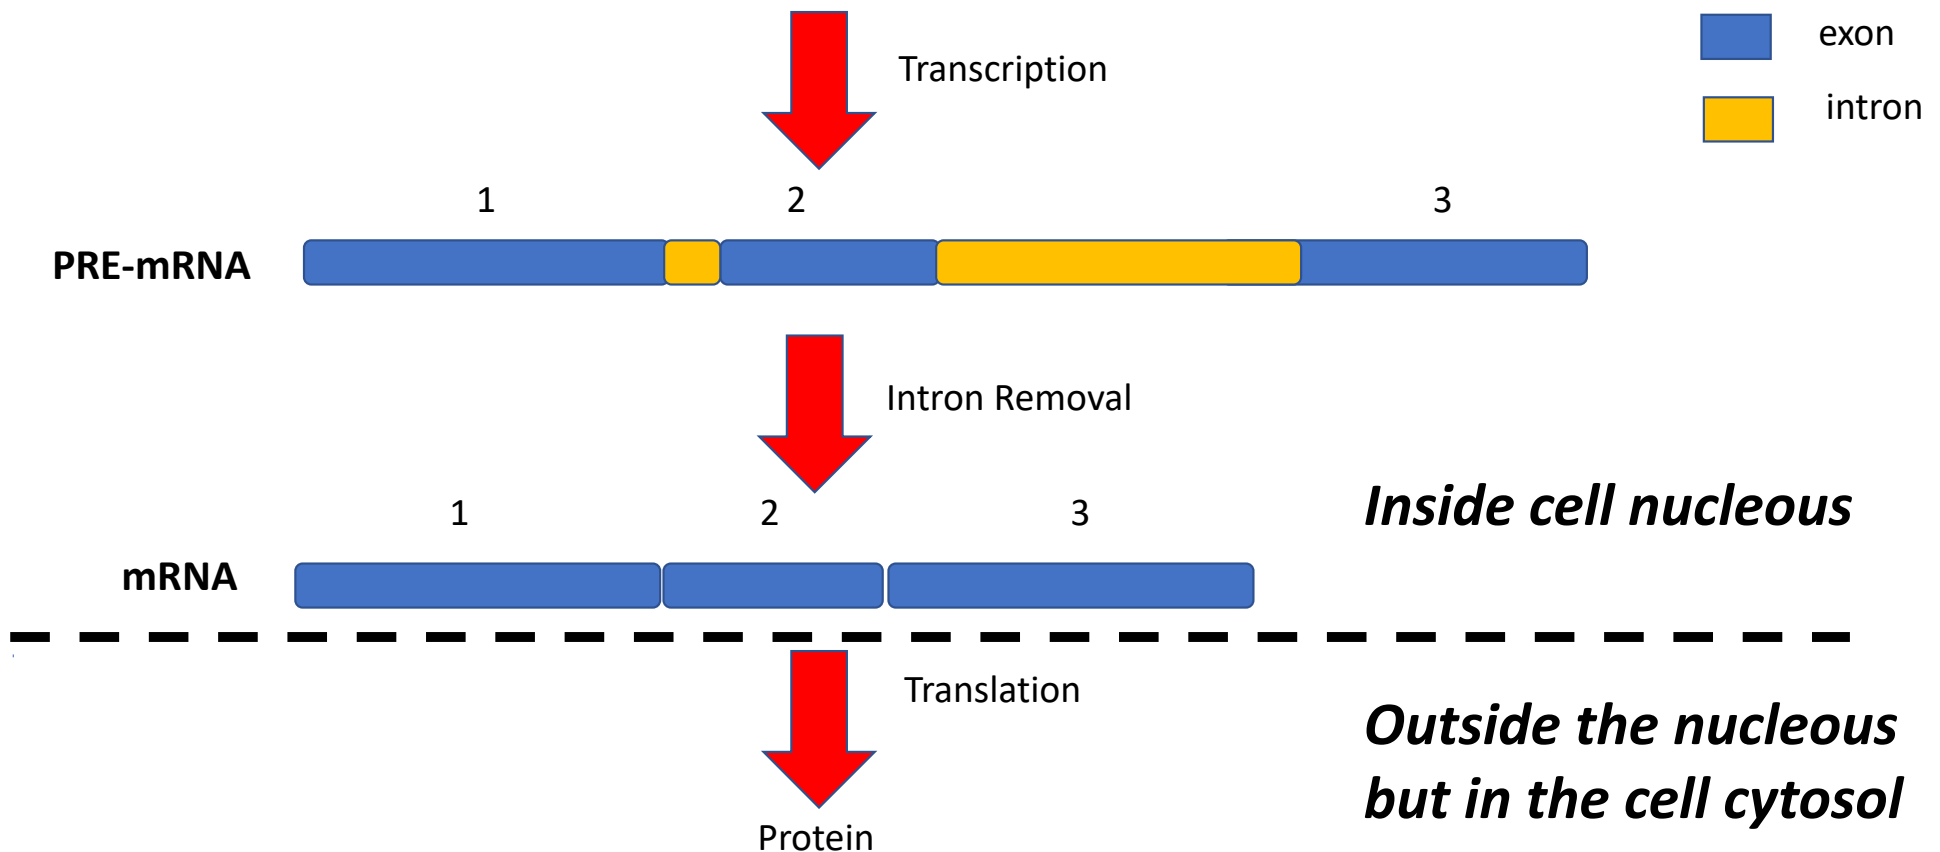 Transcription
exon
intron
1 2 3
PRE-mRNA
Intron Removal
1 2 3
Inside cell nucleous
mRNA
Translation
Outside the nucleous
but in the cell cytosol
Protein